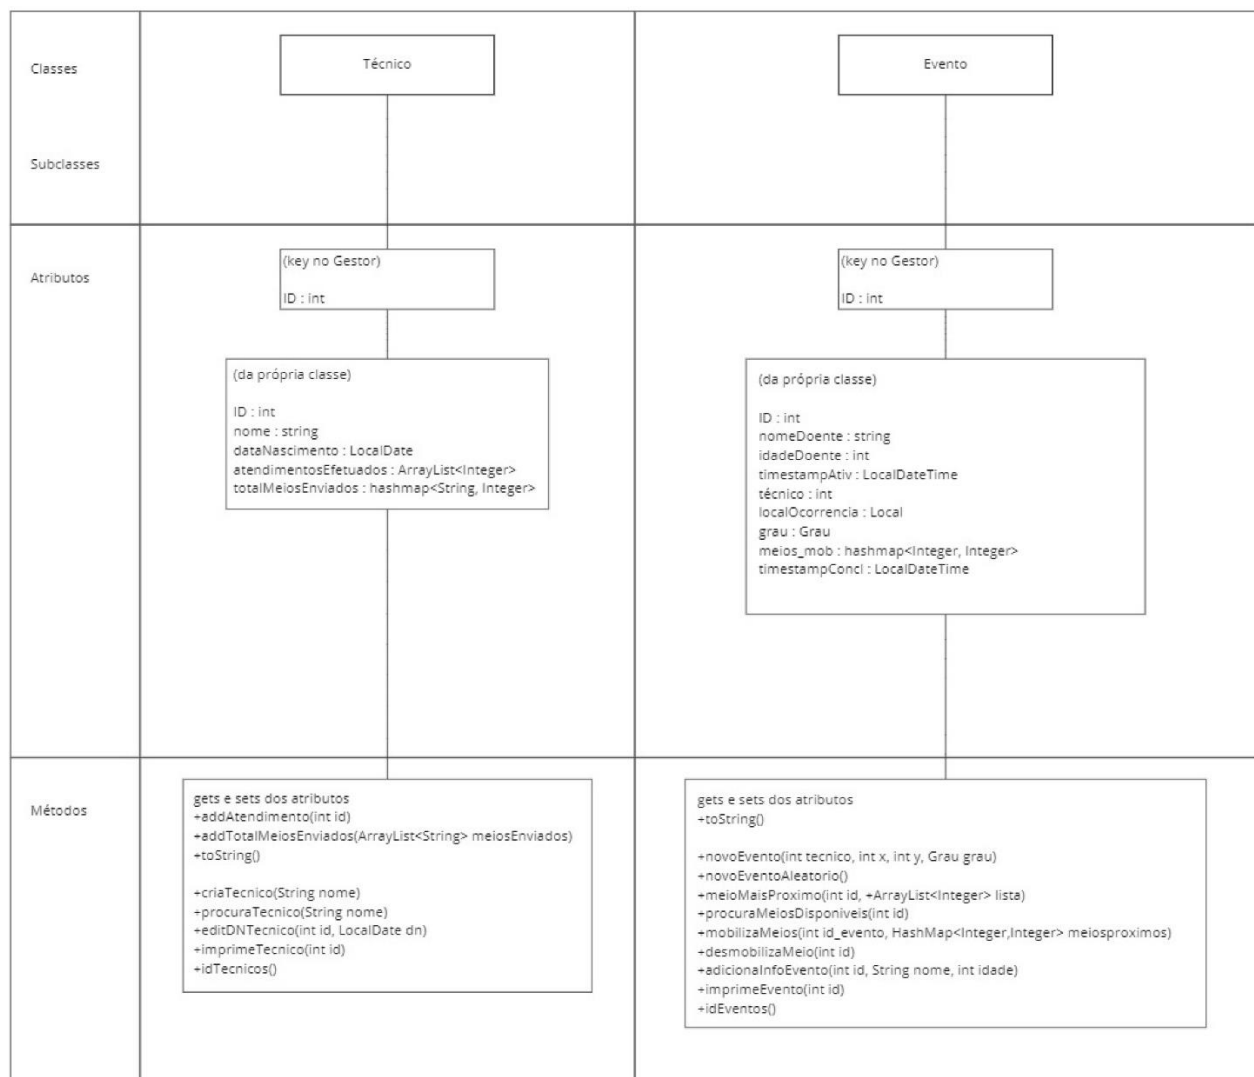 Classes
Técnico
Evento
Subclasses
Atributos
(key no Gestor)
ID : int
(key no Gestor)
ID : int
(da própria classe)
ID : int
nome : string
dataNascimento : LocalDate
atendimentosEfetuados : ArrayList<Integer>
totalMeiosEnviados : hashmap<String, Integer>
(da própria classe)
ID : int
nomeDoente : string
idadeDoente : int
timestampAtiv : LocalDateTime
técnico : int
localOcorrencia : Local
grau : Grau
meios_mob : hashmap<Integer, Integer>
timestampConcl : LocalDateTime
Métodos
gets e sets dos atributos
+addAtendimento(int id)
+addTotalMeiosEnviados(ArrayList<String> meiosEnviados)
+toString()
+criaTecnico(String nome)
+procuraTecnico(String nome)
+editDNTecnico(int id, LocalDate dn)
+imprimeTecnico(int id)
+idTecnicos()
gets e sets dos atributos
+toString()
+novoEvento(int tecnico, int x, int y, Grau grau)
+novoEventoAleatorio()
+meioMaisProximo(int id, +ArrayList<Integer> lista)
+procuraMeiosDisponiveis(int id)
+mobilizaMeios(int id_evento, HashMap<Integer,Integer> meiosproximos)
+desmobilizaMeio(int id)
+adicionaInfoEvento(int id, String nome, int idade)
+imprimeEvento(int id)
+idEventos()